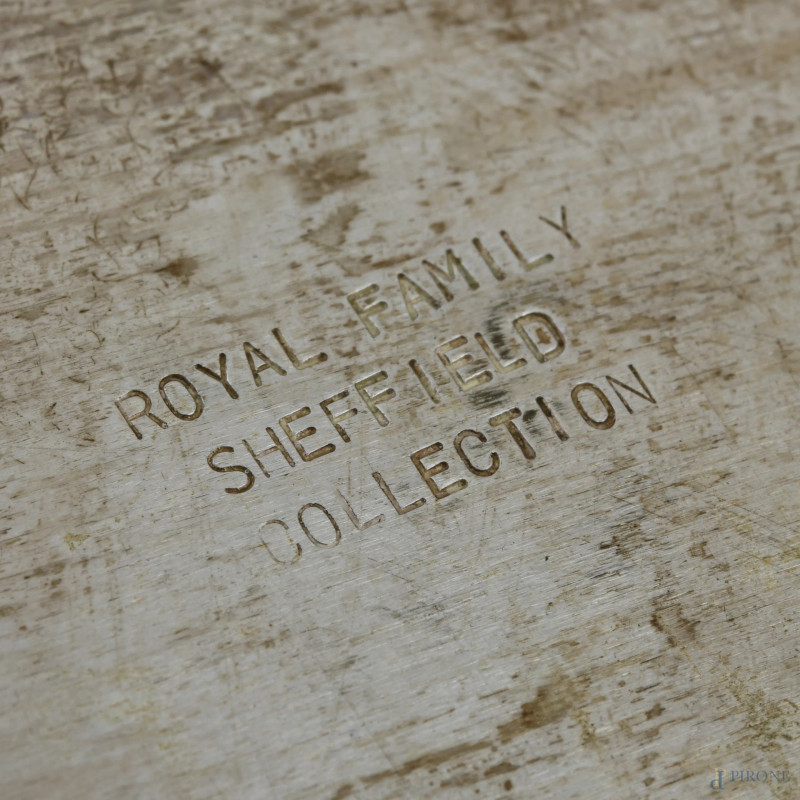 ROYAL FAMILY
SHEFFIELD
COLLECTION
PIRONE